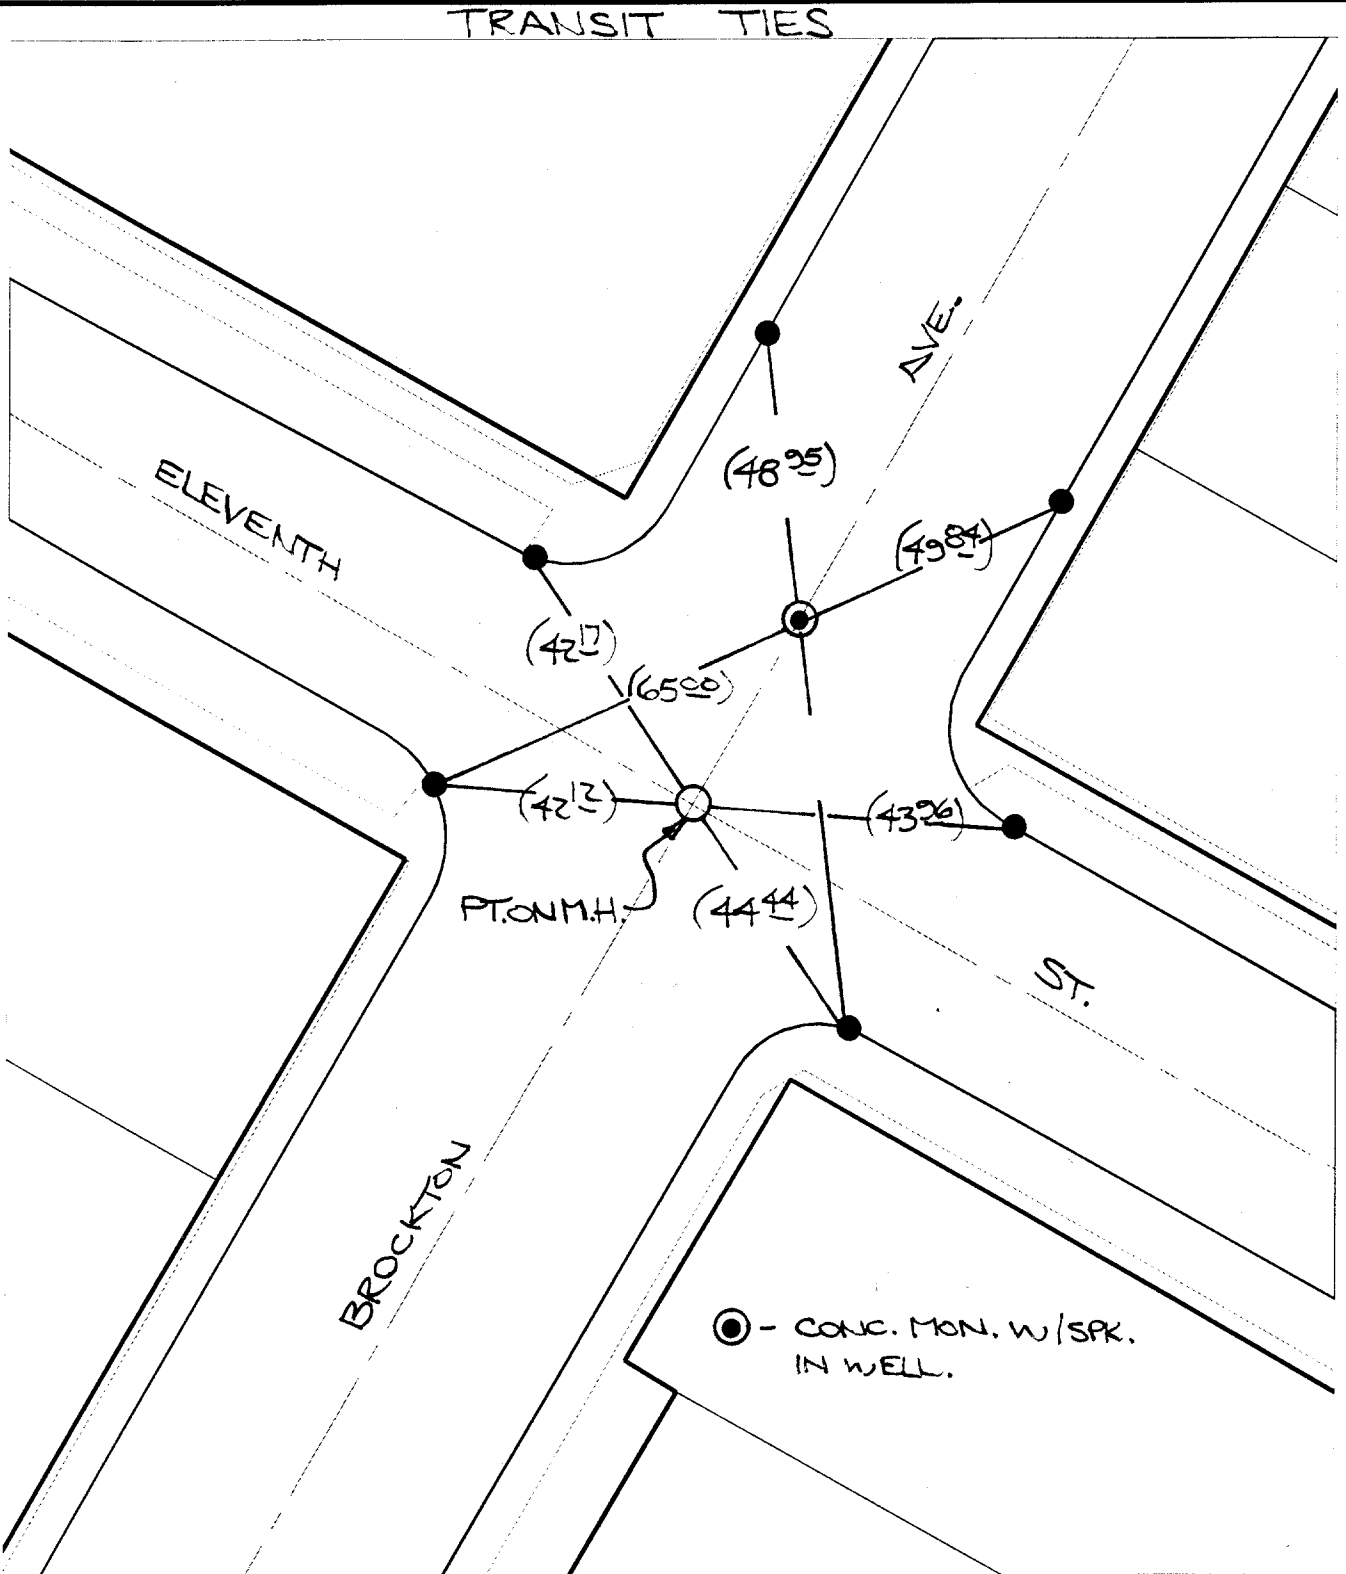 TRANSIT TIES
AVE.
(48 95)
(49 84)
ELEVENTH
(42 17)
(65 00)
(42 12)
(43 96)
PT. ON M.H.
(44 44)
ST.
BROCKTON
- CONC. MON. W/SPK.
IN WELL.